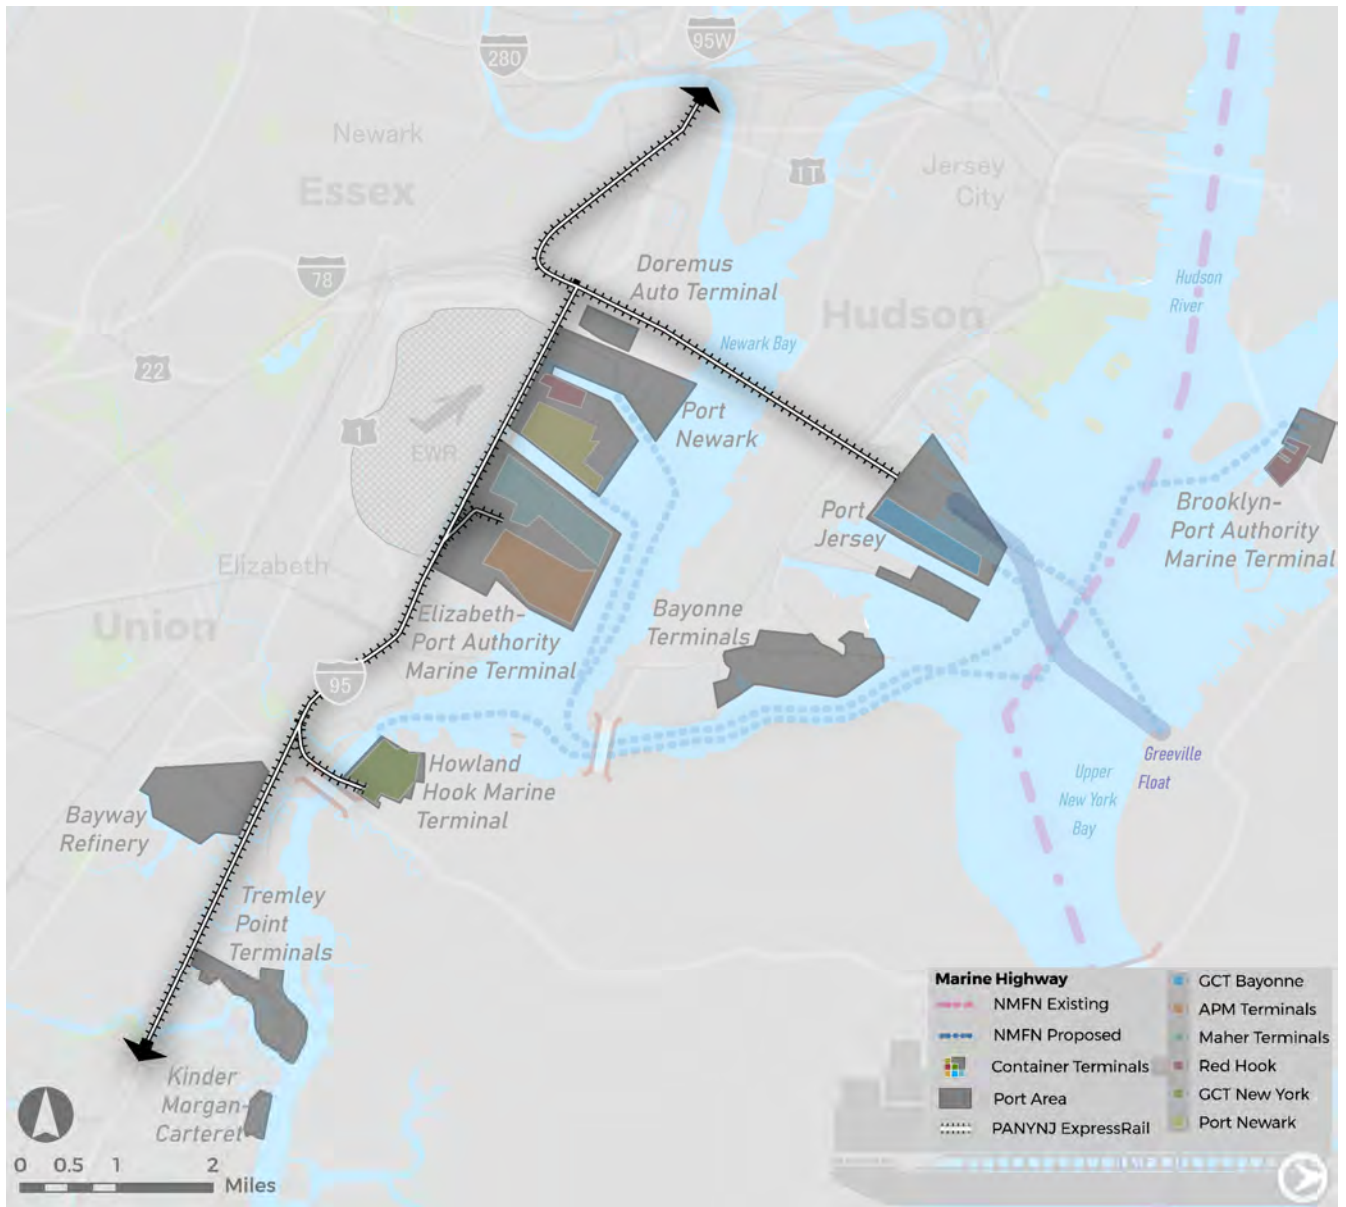 280
95W
Newark
Essex
1T
Jersey
City
78
Doremus
Auto Terminal
Hudson
River
Hudson
Newark Bay
22
1
EWR
Port
Newark
Port
Jersey
Brooklyn-
Port Authority
Marine Terminal
Elizabeth
Union
Elizabeth-
Port Authority
Marine Terminal
Bayonne
Terminals
95
Greeville
Float
Upper
New York
Bay
Howland
Hook Marine
Terminal
Bayway
Refinery
Tremley
Point
Terminals
Kinder
Morgan-
Carteret
0 0.5 1 2
Miles
Marine Highway
NMFN Existing
NMFN Proposed
Container Terminals
Port Area
PANYNJ ExpressRail
GCT Bayonne
APM Terminals
Maher Terminals
Red Hook
GCT New York
Port Newark